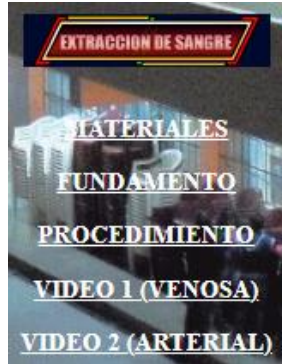 EXTRACCION DE SANGRE
MATERIALES
FUNDAMENTO
PROCEDIMIENTO
VIDEO 1 (VENOSA)
VIDEO 2 (ARTERIAL)